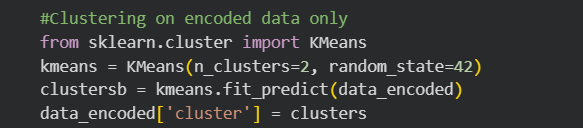 #Clustering on encoded data only
from sklearn.cluster import KMeans
kmeans = KMeans(n_clusters=2, random_state=42)
clustersb = kmeans.fit_predict(data_encoded)
data_encoded['cluster'] = clusters